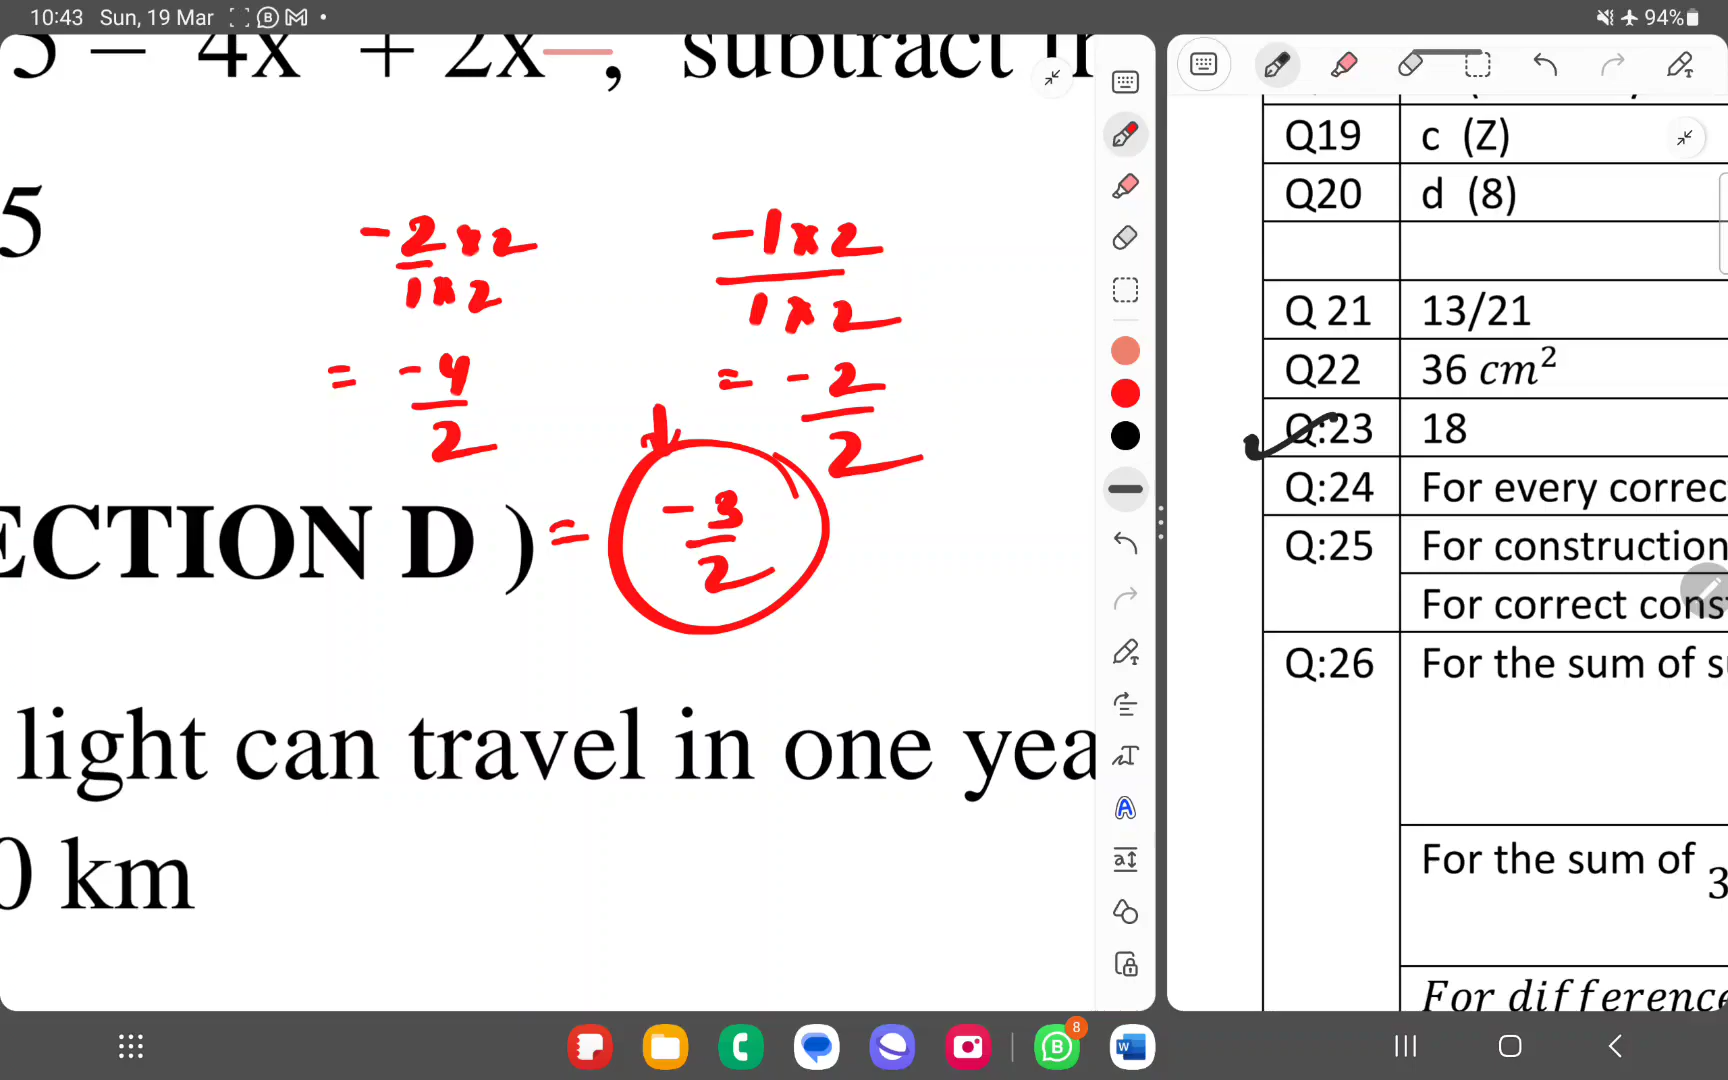 10:43 Sun, 19 Mar
94%
5 − 4x + 2x , subtract
5
-2×2
1×2
= -4
2
-1×2
1×2
= -2
2
ECTION D ) =
-3
2
light can travel in one yea
0 km
Q19 c (Z)
Q20 d (8)
Q 21 13/21
Q22 36 cm²
Q:23 18
Q:24 For every correc
Q:25 For construction
For correct cons
Q:26 For the sum of s
For the sum of 3
For difference
8
B
W